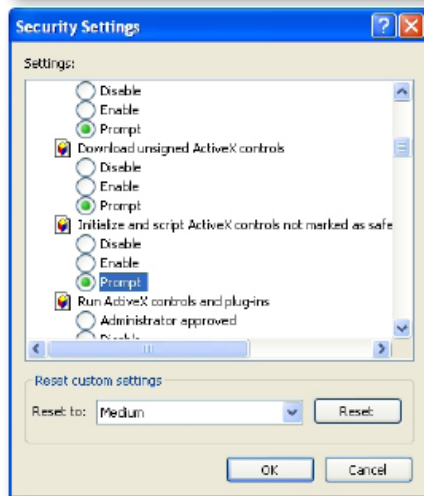 Security Settings
Settings:
Disable
Enable
Prompt
Download unsigned ActiveX controls
Disable
Enable
Prompt
Initialize and script ActiveX controls not marked as safe
Disable
Enable
Prompt
Run ActiveX controls and plug-ins
Administrator approved
Disable
Reset custom settings
Reset to: Medium Reset
OK Cancel